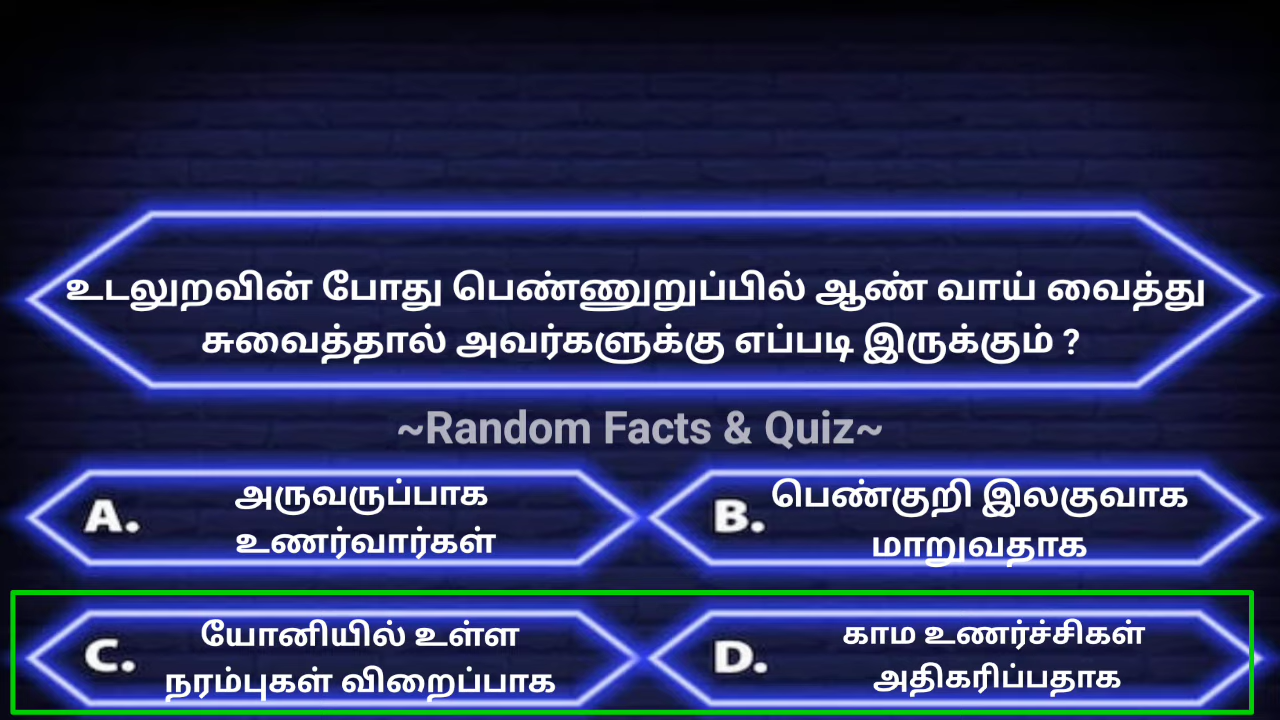 உடலுறவின் போது பெண்ணுறுப்பில் ஆண் வாய் வைத்து
சுவைத்தால் அவர்களுக்கு எப்படி இருக்கும் ?
~Random Facts & Quiz~
A. அருவருப்பாக
உணர்வார்கள்
B. பெண்குறி இலகுவாக
மாறுவதாக
C. யோனியில் உள்ள
நரம்புகள் விறைப்பாக
D. காம உணர்ச்சிகள்
அதிகரிப்பதாக